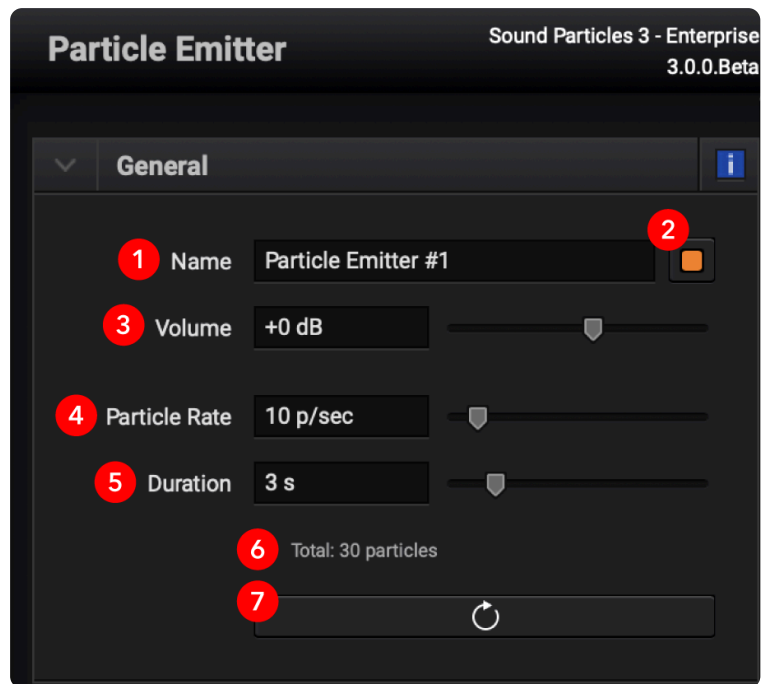 Particle Emitter
Sound Particles 3 - Enterprise
3.0.0.Beta
General
i
1 Name Particle Emitter #1 2
3 Volume +0 dB
4 Particle Rate 10 p/sec
5 Duration 3 s
6 Total: 30 particles
7